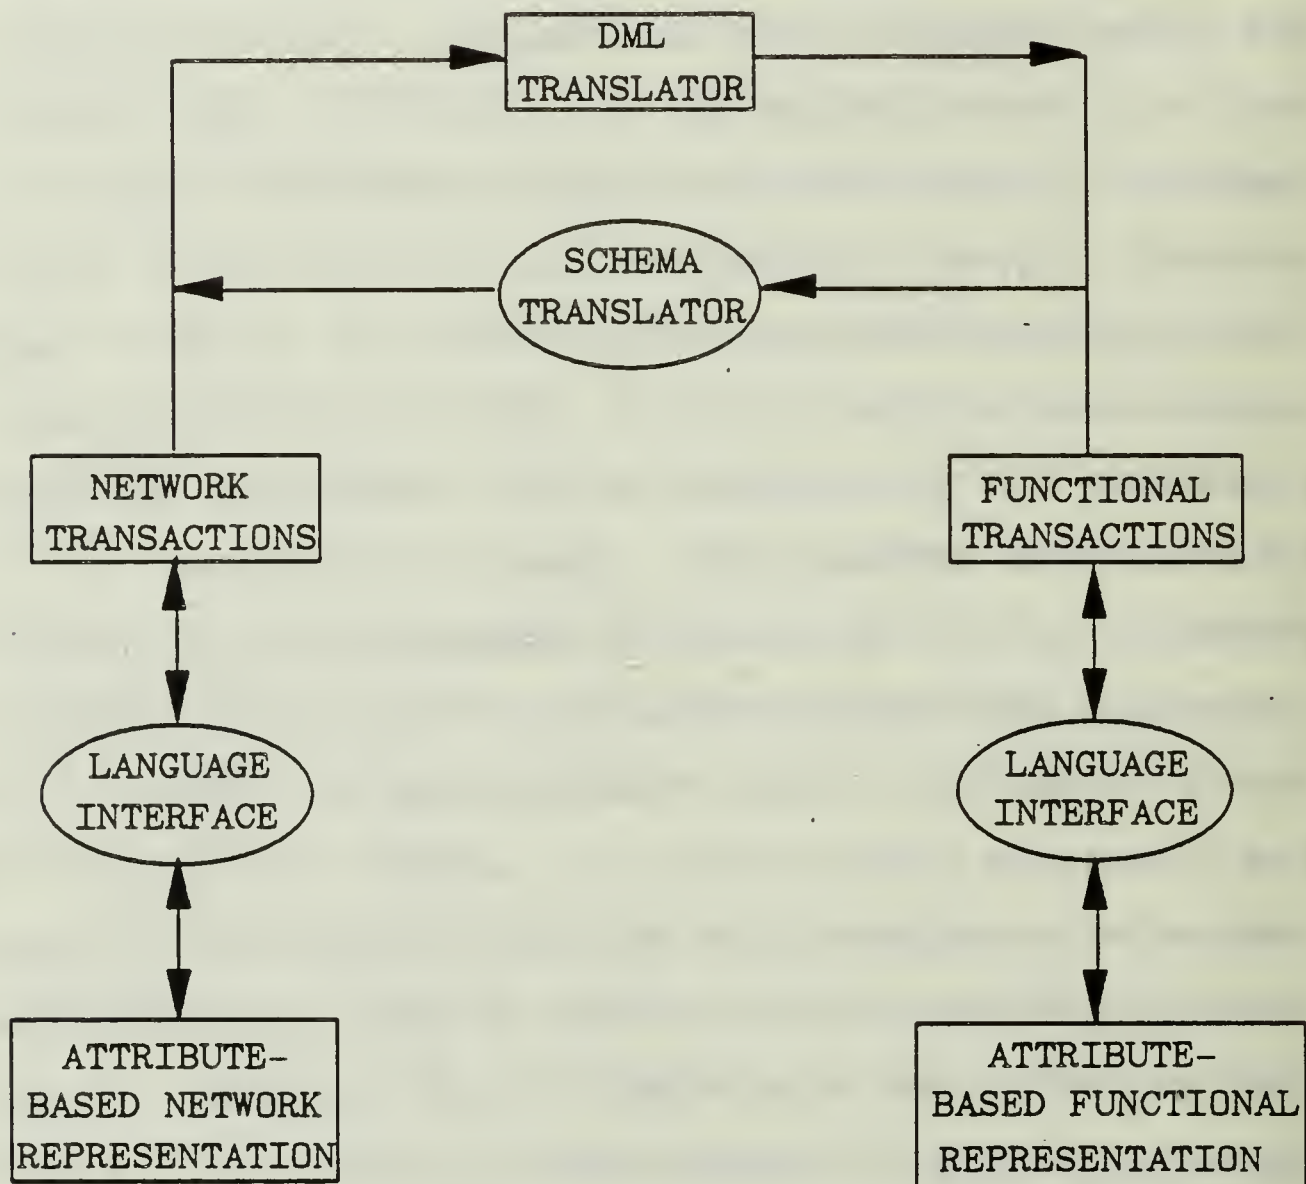 DML
TRANSLATOR
SCHEMA
TRANSLATOR
NETWORK
TRANSACTIONS
FUNCTIONAL
TRANSACTIONS
LANGUAGE
INTERFACE
LANGUAGE
INTERFACE
ATTRIBUTE-
BASED NETWORK
REPRESENTATION
ATTRIBUTE-
BASED FUNCTIONAL
REPRESENTATION